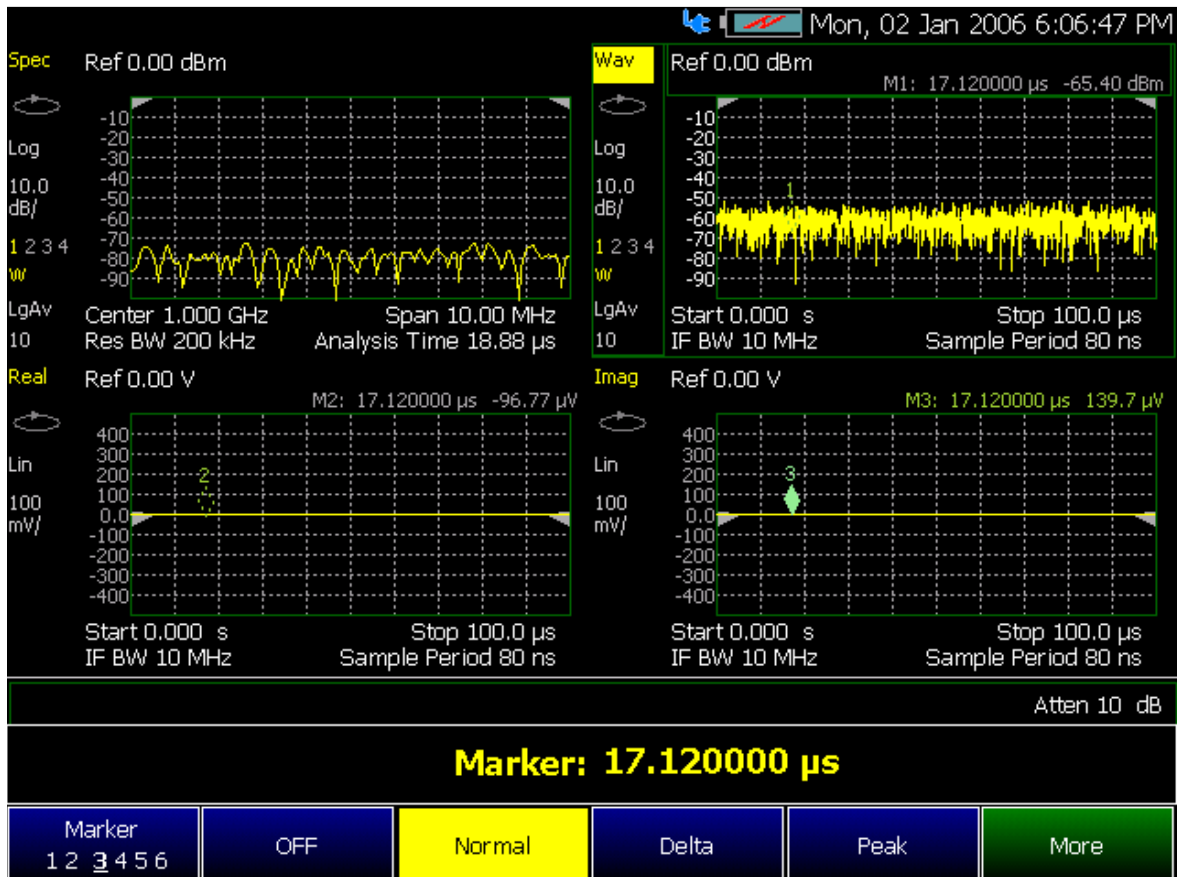 Mon, 02 Jan 2006 6:06:47 PM
Spec
Ref 0.00 dBm
Log
10.0
dB/
1 2 3 4
W
LgAv
10
-10
-20
-30
-40
-50
-60
-70
-80
-90
Center 1.000 GHz
Span 10.00 MHz
Res BW 200 kHz
Analysis Time 18.88 µs
Wav
Ref 0.00 dBm
M1: 17.120000 µs -65.40 dBm
Log
10.0
dB/
1 2 3 4
W
LgAv
10
-10
-20
-30
-40
-50
-60
-70
-80
-90
1
Start 0.000 s
Stop 100.0 µs
IF BW 10 MHz
Sample Period 80 ns
Real
Ref 0.00 V
M2: 17.120000 µs -96.77 µV
Lin
100
mV/
400
300
200
100
0.0
-100
-200
-300
-400
2
Start 0.000 s
Stop 100.0 µs
IF BW 10 MHz
Sample Period 80 ns
Imag
Ref 0.00 V
M3: 17.120000 µs 139.7 µV
Lin
100
mV/
400
300
200
100
0.0
-100
-200
-300
-400
3
Start 0.000 s
Stop 100.0 µs
IF BW 10 MHz
Sample Period 80 ns
Atten 10 dB
Marker: 17.120000 µs
Marker
1 2 3 4 5 6
OFF
Normal
Delta
Peak
More